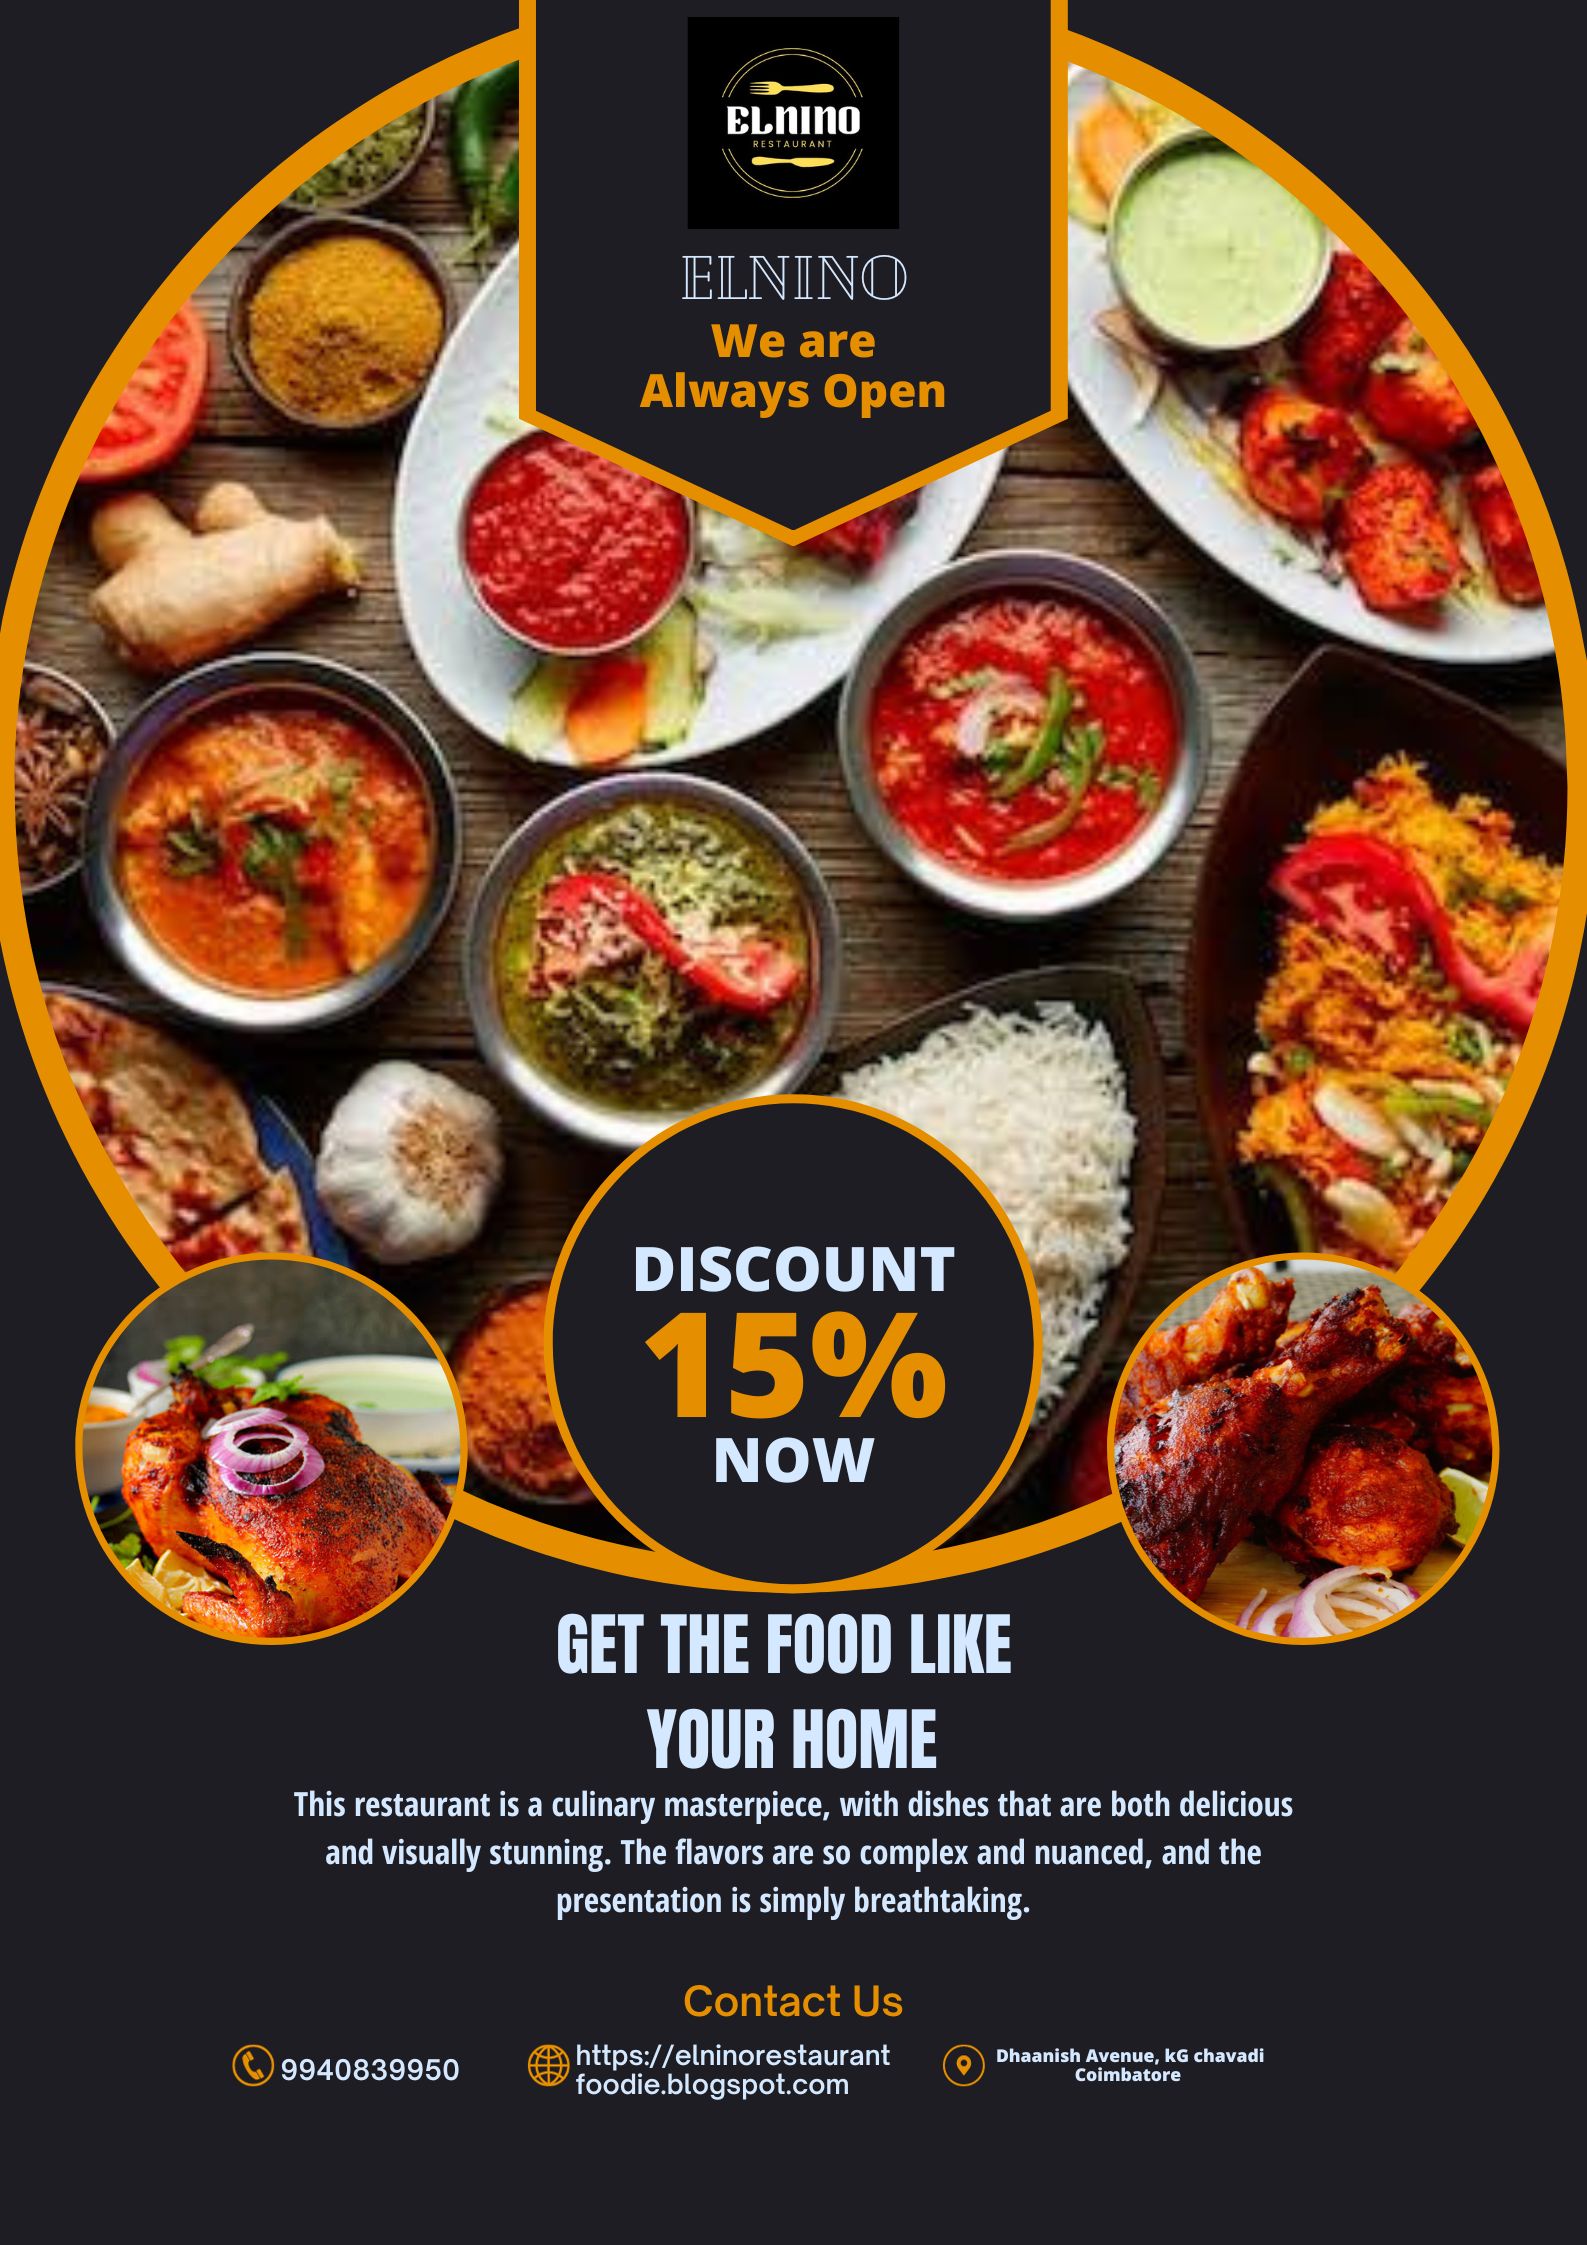 ELNINO
RESTAURANT
ELNINO
We are
Always Open
DISCOUNT
15%
NOW
GET THE FOOD LIKE
YOUR HOME
This restaurant is a culinary masterpiece, with dishes that are both delicious
and visually stunning. The flavors are so complex and nuanced, and the
presentation is simply breathtaking.
Contact Us
9940839950
https://elninorestaurant
foodie.blogspot.com
Dhaanish Avenue, kG chavadi
Coimbatore